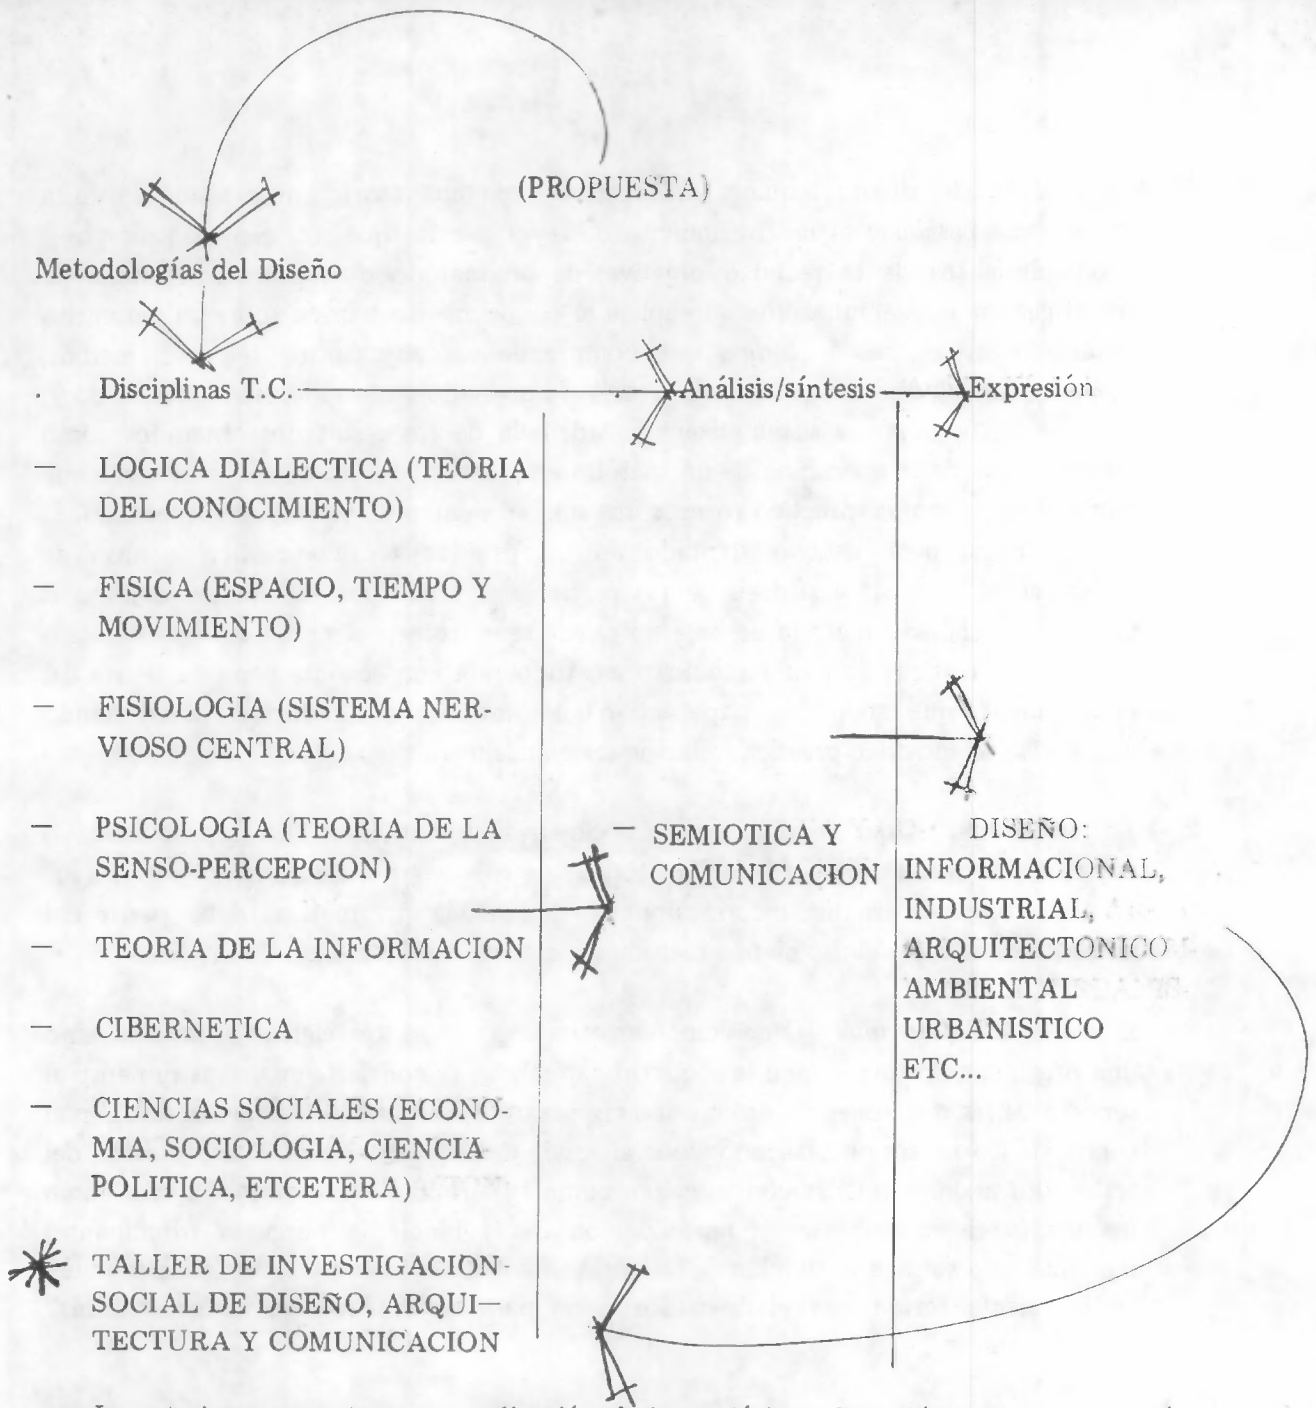 (PROPUESTA)
Metodologías del Diseño
Disciplinas T.C.
Análisis/síntesis
Expresión
— LOGICA DIALECTICA (TEORIA
DEL CONOCIMIENTO)
— FISICA (ESPACIO, TIEMPO Y
MOVIMIENTO)
— FISIOLOGIA (SISTEMA NER-
VIOSO CENTRAL)
— PSICOLOGIA (TEORIA DE LA
SENSO-PERCEPCION)
— TEORIA DE LA INFORMACION
— CIBERNETICA
— CIENCIAS SOCIALES (ECONO-
MIA, SOCIOLOGIA, CIENCIA
POLITICA, ETCETERA)
TALLER DE INVESTIGACION-
SOCIAL DE DISEÑO, ARQUI—
TECTURA Y COMUNICACION
— SEMIOTICA Y
COMUNICACION
DISEÑO:
INFORMACIONAL,
INDUSTRIAL,
ARQUITECTONICO
AMBIENTAL
URBANISTICO
ETC...